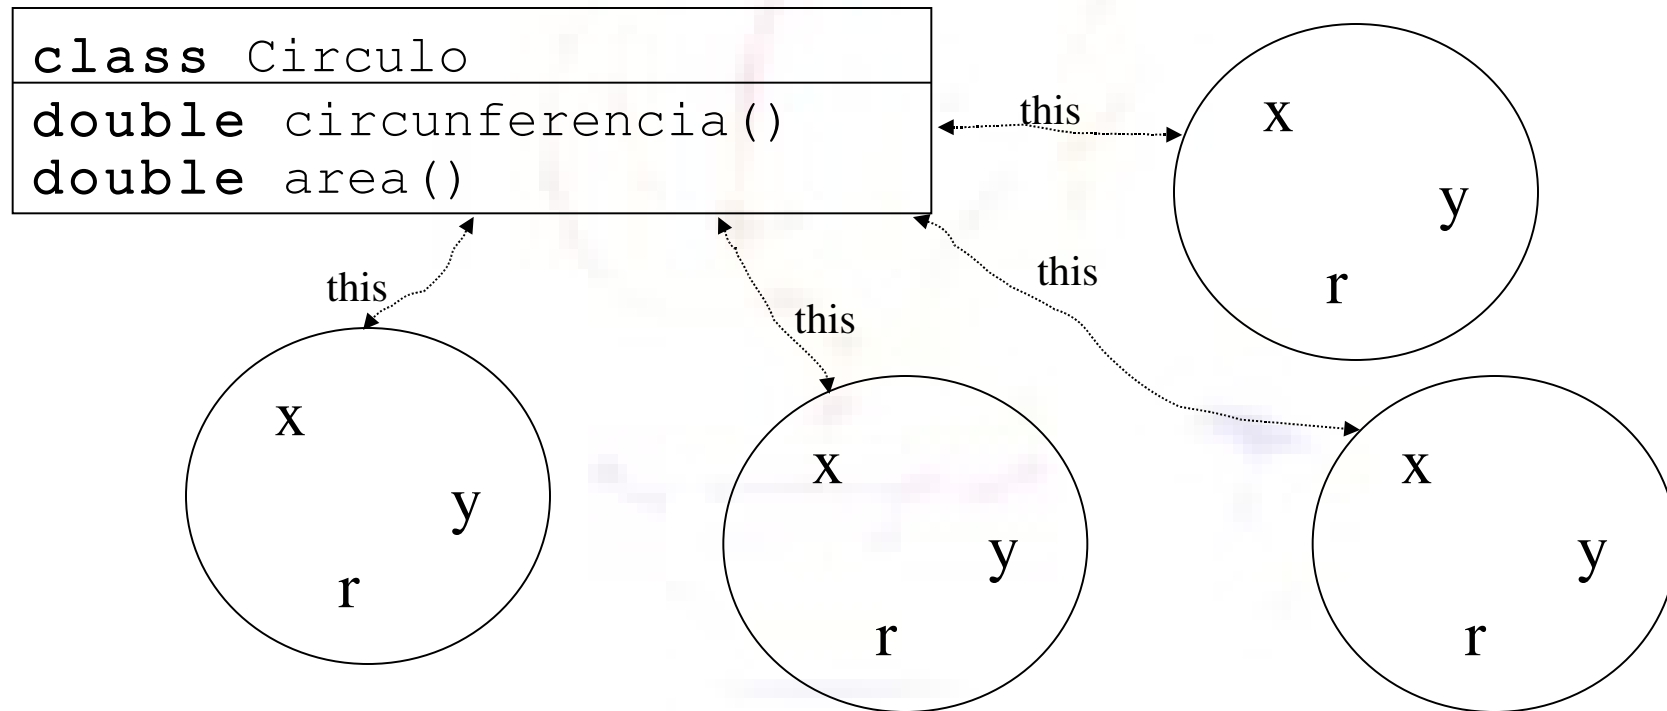 class Circulo
double circunferencia()
double area()
this
x
y
r
this
x
y
r
this
x
y
r
this
x
y
r